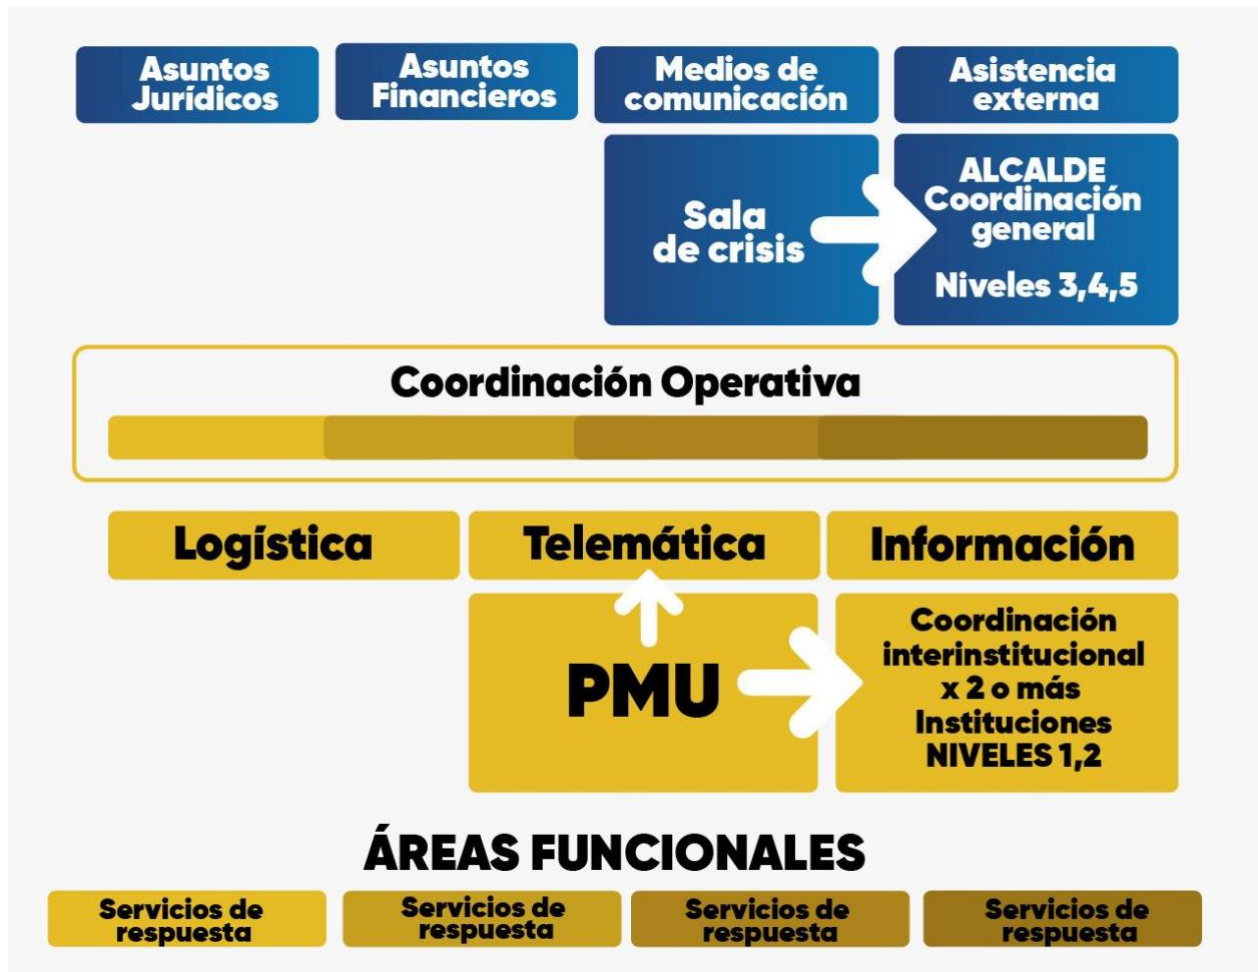 Asuntos
Jurídicos
Asuntos
Financieros
Medios de
comunicación
Asistencia
externa
Sala
de crisis
ALCALDE
Coordinación
general
Niveles 3,4,5
Coordinación Operativa
Logística
Telemática
Información
PMU
Coordinación
interinstitucional
x 2 o más
Instituciones
NIVELES 1,2
ÁREAS FUNCIONALES
Servicios de
respuesta
Servicios de
respuesta
Servicios de
respuesta
Servicios de
respuesta